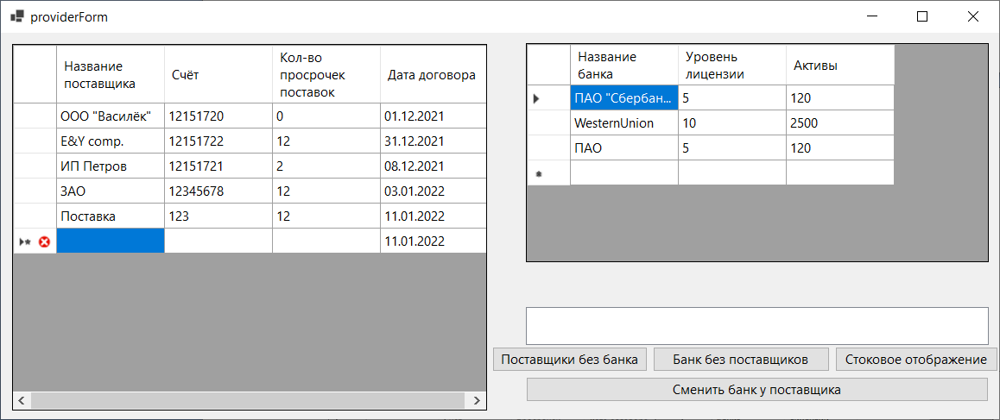 providerForm
Название поставщика Счёт Кол-во просрочек поставок Дата договора
ООО "Василёк" 12151720 0 01.12.2021
E&Y comp. 12151722 12 31.12.2021
ИП Петров 12151721 2 08.12.2021
ЗАО 12345678 12 03.01.2022
Поставка 123 12 11.01.2022
11.01.2022
Название банка Уровень лицензии Активы
ПАО "Сбербан... 5 120
WesternUnion 10 2500
ПАО 5 120
Поставщики без банка Банк без поставщиков Стоковое отображение
Сменить банк у поставщика